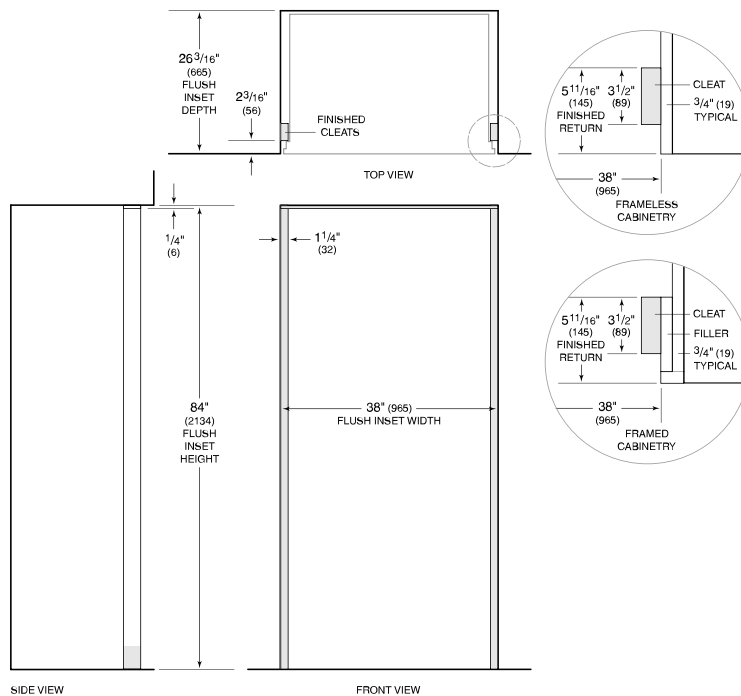 26 3/16"
(665)
FLUSH
INSET
DEPTH
2 3/16"
(56)
FINISHED
CLEATS
TOP VIEW
5 11/16"
(145)
FINISHED
RETURN
3 1/2"
(89)
CLEAT
3/4" (19)
TYPICAL
38"
(965)
FRAMELESS
CABINETRY
1/4"
(6)
1 1/4"
(32)
84"
(2134)
FLUSH
INSET
HEIGHT
38" (965)
FLUSH INSET WIDTH
5 11/16"
(145)
FINISHED
RETURN
3 1/2"
(89)
CLEAT
FILLER
3/4" (19)
TYPICAL
38"
(965)
FRAMED
CABINETRY
SIDE VIEW
FRONT VIEW